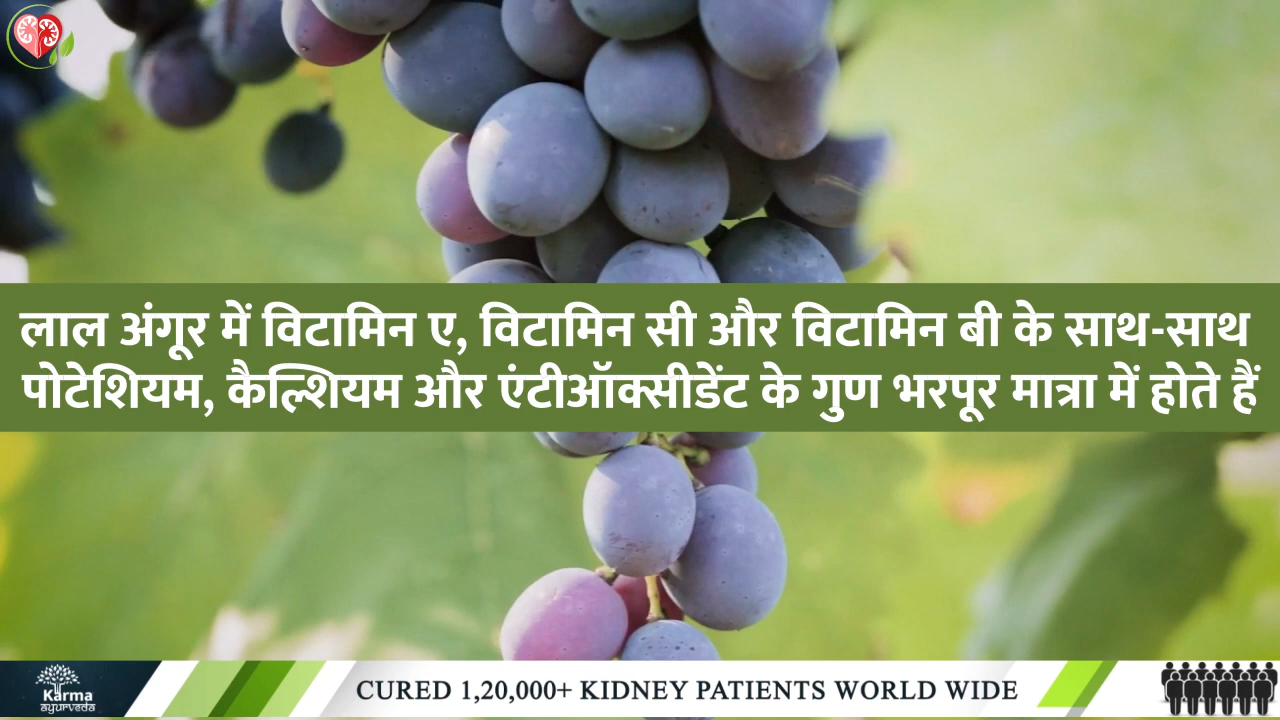 लाल अंगूर में विटामिन ए, विटामिन सी और विटामिन बी के साथ-साथ
पोटेशियम, कैल्शियम और एंटीऑक्सीडेंट के गुण भरपूर मात्रा में होते हैं
Karma
ayurveda
CURED 1,20,000+ KIDNEY PATIENTS WORLD WIDE